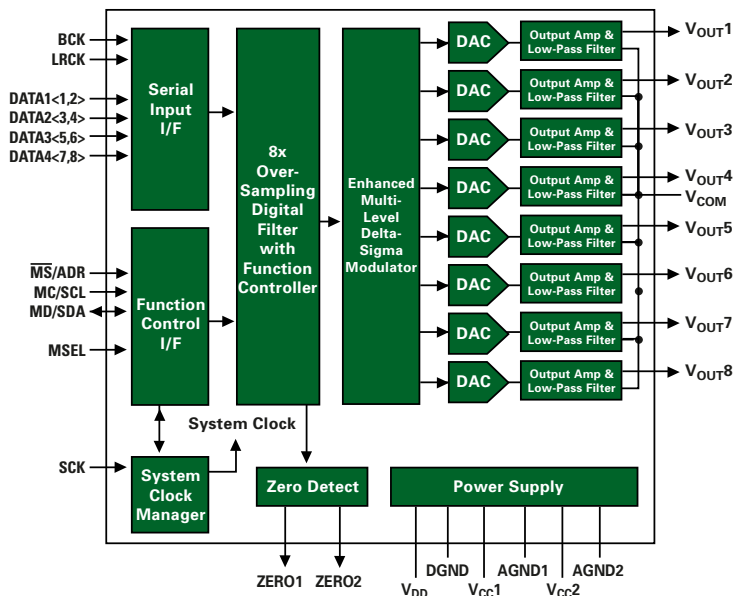 BCK
LRCK
DATA1<1,2>
DATA2<3,4>
DATA3<5,6>
DATA4<7,8>
MS/ADR
MC/SCL
MD/SDA
MSEL
SCK
Serial
Input
I/F
Function
Control
I/F
System
Clock
Manager
System Clock
8x
Over-
Sampling
Digital
Filter
with
Function
Controller
Zero Detect
ZERO1
ZERO2
Enhanced
Multi-
Level
Delta-
Sigma
Modulator
DAC
Output Amp &
Low-Pass Filter
VOUT1
DAC
Output Amp &
Low-Pass Filter
VOUT2
DAC
Output Amp &
Low-Pass Filter
VOUT3
DAC
Output Amp &
Low-Pass Filter
VOUT4
VCOM
DAC
Output Amp &
Low-Pass Filter
VOUT5
DAC
Output Amp &
Low-Pass Filter
VOUT6
DAC
Output Amp &
Low-Pass Filter
VOUT7
DAC
Output Amp &
Low-Pass Filter
VOUT8
Power Supply
VDD
DGND
VCC1
AGND1
VCC2
AGND2